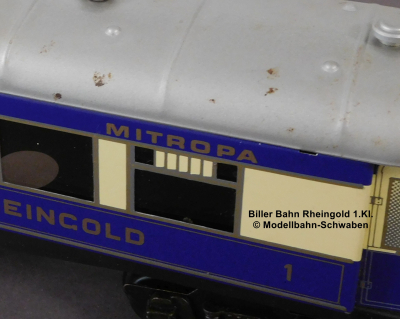 MITROPA
Biller Bahn Rheingold 1.Kl.
© Modellbahn-Schwaben
EINGOLD
1